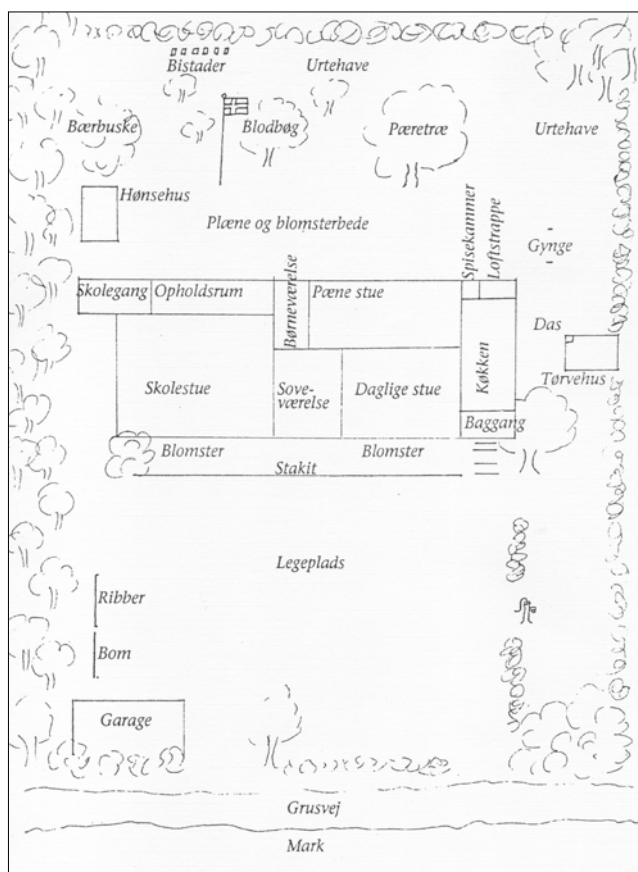 Bistader
Urtehave
Bærbuske
Blodbøg
Pæretræ
Urtehave
Hønsehus
Plæne og blomsterbede
Spisekammer
Loftstrappe
Gynge
Skolegang
Opholdsrum
Børneværelse
Pæne stue
Das
Tørvehus
Skolestue
Sove-
værelse
Daglige stue
Køkken
Baggang
Blomster
Blomster
Stakit
Legeplads
Ribber
Bom
Garage
Grusvej
Mark